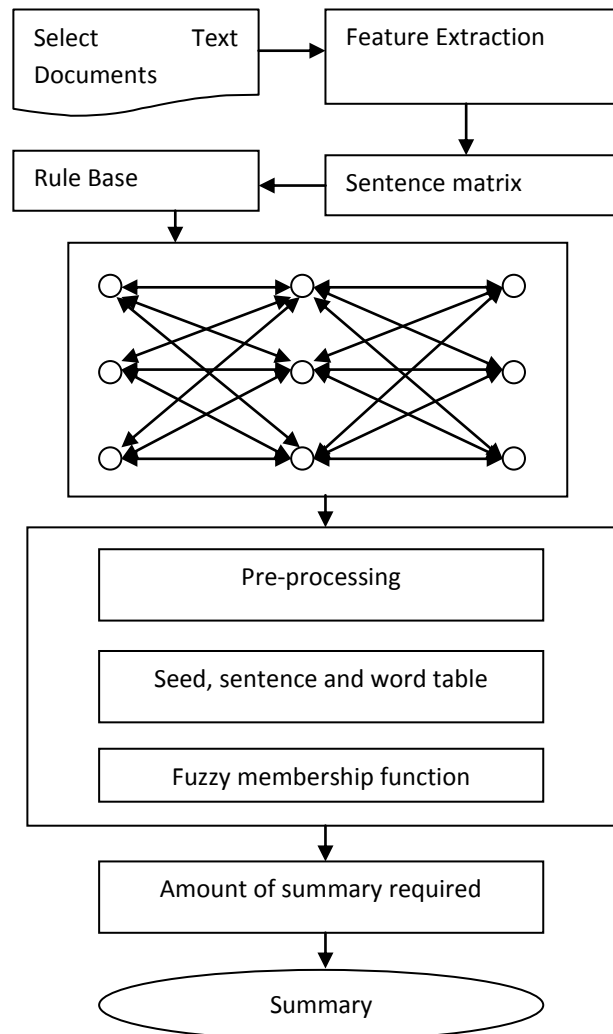 Select Text
Documents
Feature Extraction
Rule Base
Sentence matrix
Pre-processing
Seed, sentence and word table
Fuzzy membership function
Amount of summary required
Summary